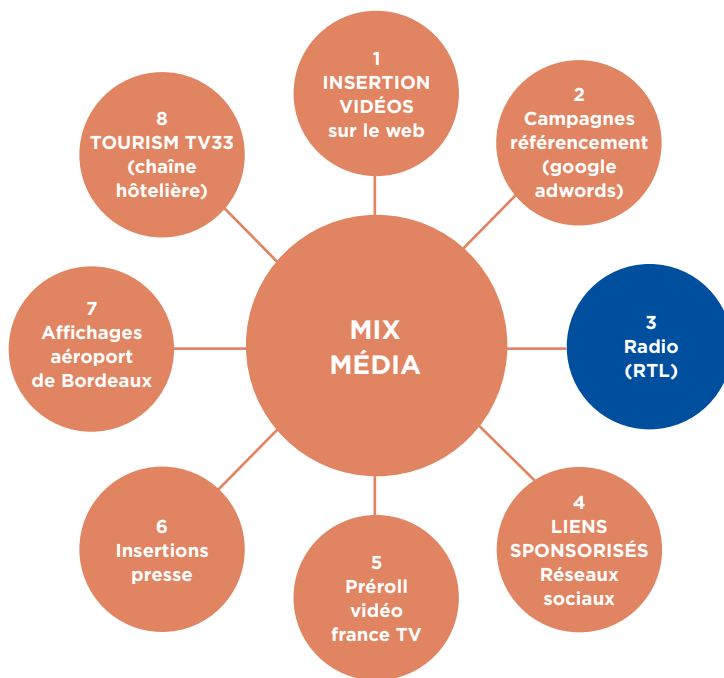 MIX
MÉDIA
1
INSERTION
VIDÉOS
sur le web
2
Campagnes
référencement
(google
adwords)
3
Radio
(RTL)
4
LIENS
SPONSORISÉS
Réseaux
sociaux
5
Préroll
vidéo
france TV
6
Insertions
presse
7
Affichages
aéroport
de Bordeaux
8
TOURISM TV33
(chaîne
hôtelière)